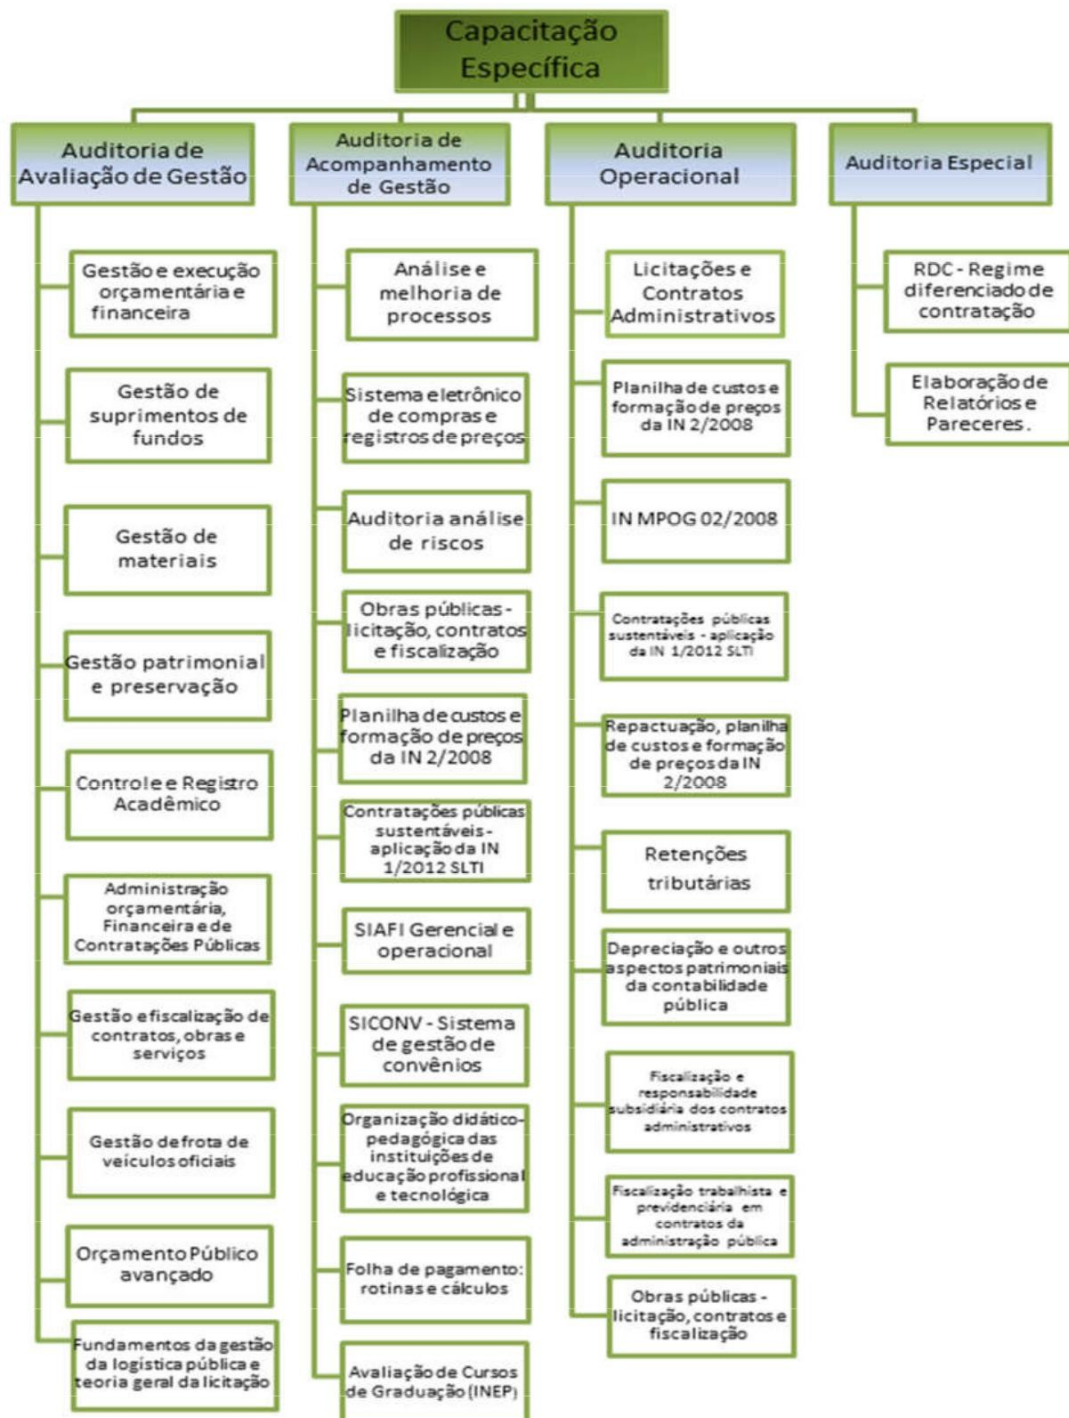 Capacitação
Específica
Auditoria de
Avaliação de Gestão
Gestão e execução
orçamentária e
financeira
Gestão de
suprimentos de
fundos
Gestão de
materiais
Gestão patrimonial
e preservação
Controle e Registro
Acadêmico
Administração
orçamentária,
Financeira e de
Contratações Públicas
Gestão e fiscalização de
contratos, obras e
serviços
Gestão de frota de
veículos oficiais
Orçamento Público
avançado
Fundamentos da gestão
da logística pública e
teoria geral da licitação
Auditoria de
Acompanhamento
de Gestão
Análise e
melhoria de
processos
Sistema eletrônico
de compras e
registros de preços
Auditoria análise
de riscos
Obras públicas -
licitação, contratos
e fiscalização
Planilha de custos e
formação de preços
da IN 2/2008
Contratações públicas
sustentáveis -
aplicação da IN
1/2012 SLTI
SIAFI Gerencial e
operacional
SICONV - Sistema
de gestão de
convênios
Organização didático-
pedagógica das
instituições de
educação profissional
e tecnológica
Folha de pagamento:
rotinas e cálculos
Avaliação de Cursos
de Graduação (INEP)
Auditoria
Operacional
Licitações e
Contratos
Administrativos
Planilha de custos e
formação de preços
da IN 2/2008
IN MPOG 02/2008
Contratações públicas
sustentáveis - aplicação
da IN 1/2012 SLTI
Repactuação, planilha
de custos e formação
de preços da IN
2/2008
Retenções
tributárias
Depreciação e outros
aspectos patrimoniais
da contabilidade
pública
Fiscalização e
responsabilidade
subsidiária dos contratos
administrativos
Fiscalização trabalhista e
previdenciária em
contratos da
administração pública
Obras públicas -
licitação, contratos e
fiscalização
Auditoria Especial
RDC - Regime
diferenciado de
contratação
Elaboração de
Relatórios e
Pareceres.